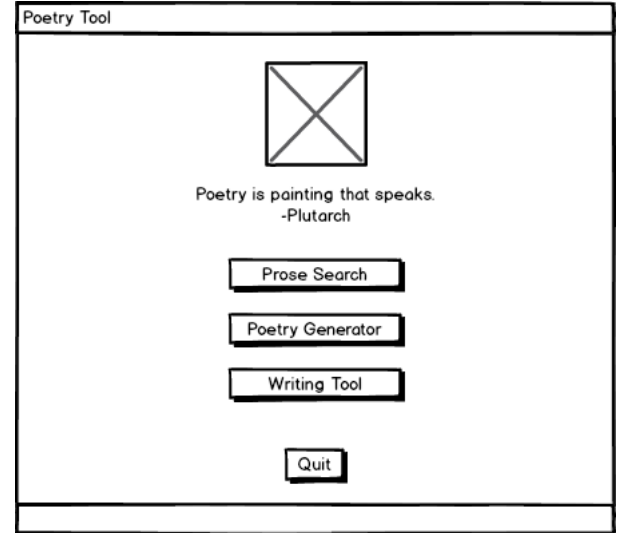 Poetry Tool
Poetry is painting that speaks.
-Plutarch
Prose Search
Poetry Generator
Writing Tool
Quit